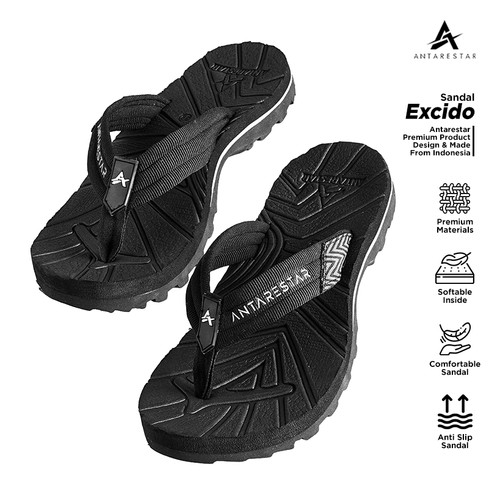 ANTARESTAR
Sandal
Excido
Antarestar
Premium Product
Design & Made
From Indonesia
Premium
Materials
Softable
Inside
Comfortable
Sandal
Anti Slip
Sandal
ANTARESTAR
ANTARESTAR